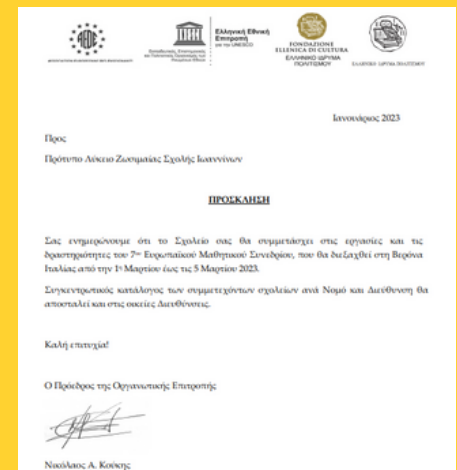 AEDE
Ελληνική Εθνική
Επιτροπή
για την UNESCO
FONDAZIONE
ELLENICA DI CULTURA
ΕΛΛΗΝΙΚΟ ΙΔΡΥΜΑ
ΠΟΛΙΤΙΣΜΟΥ
ΕΛΛΗΝΙΚΟ ΙΔΡΥΜΑ ΠΟΛΙΤΙΣΜΟΥ
Ιανουάριος 2023
Προς
Πρότυπο Λύκειο Ζωσιμαίας Σχολής Ιωαννίνων
ΠΡΟΣΚΛΗΣΗ
Σας ενημερώνουμε ότι το Σχολείο σας θα συμμετάσχει στις εργασίες και τις
δραστηριότητες του 7ου Ευρωπαϊκού Μαθητικού Συνεδρίου, που θα διεξαχθεί στη Βερόνα
Ιταλίας από την 1η Μαρτίου έως τις 5 Μαρτίου 2023.
Συγκεντρωτικός κατάλογος των συμμετεχόντων σχολείων ανά Νομό και Διεύθυνση θα
αποσταλεί και στις οικείες Διευθύνσεις.
Καλή επιτυχία!
Ο Πρόεδρος της Οργανωτικής Επιτροπής
Νικόλαος Α. Κούκης